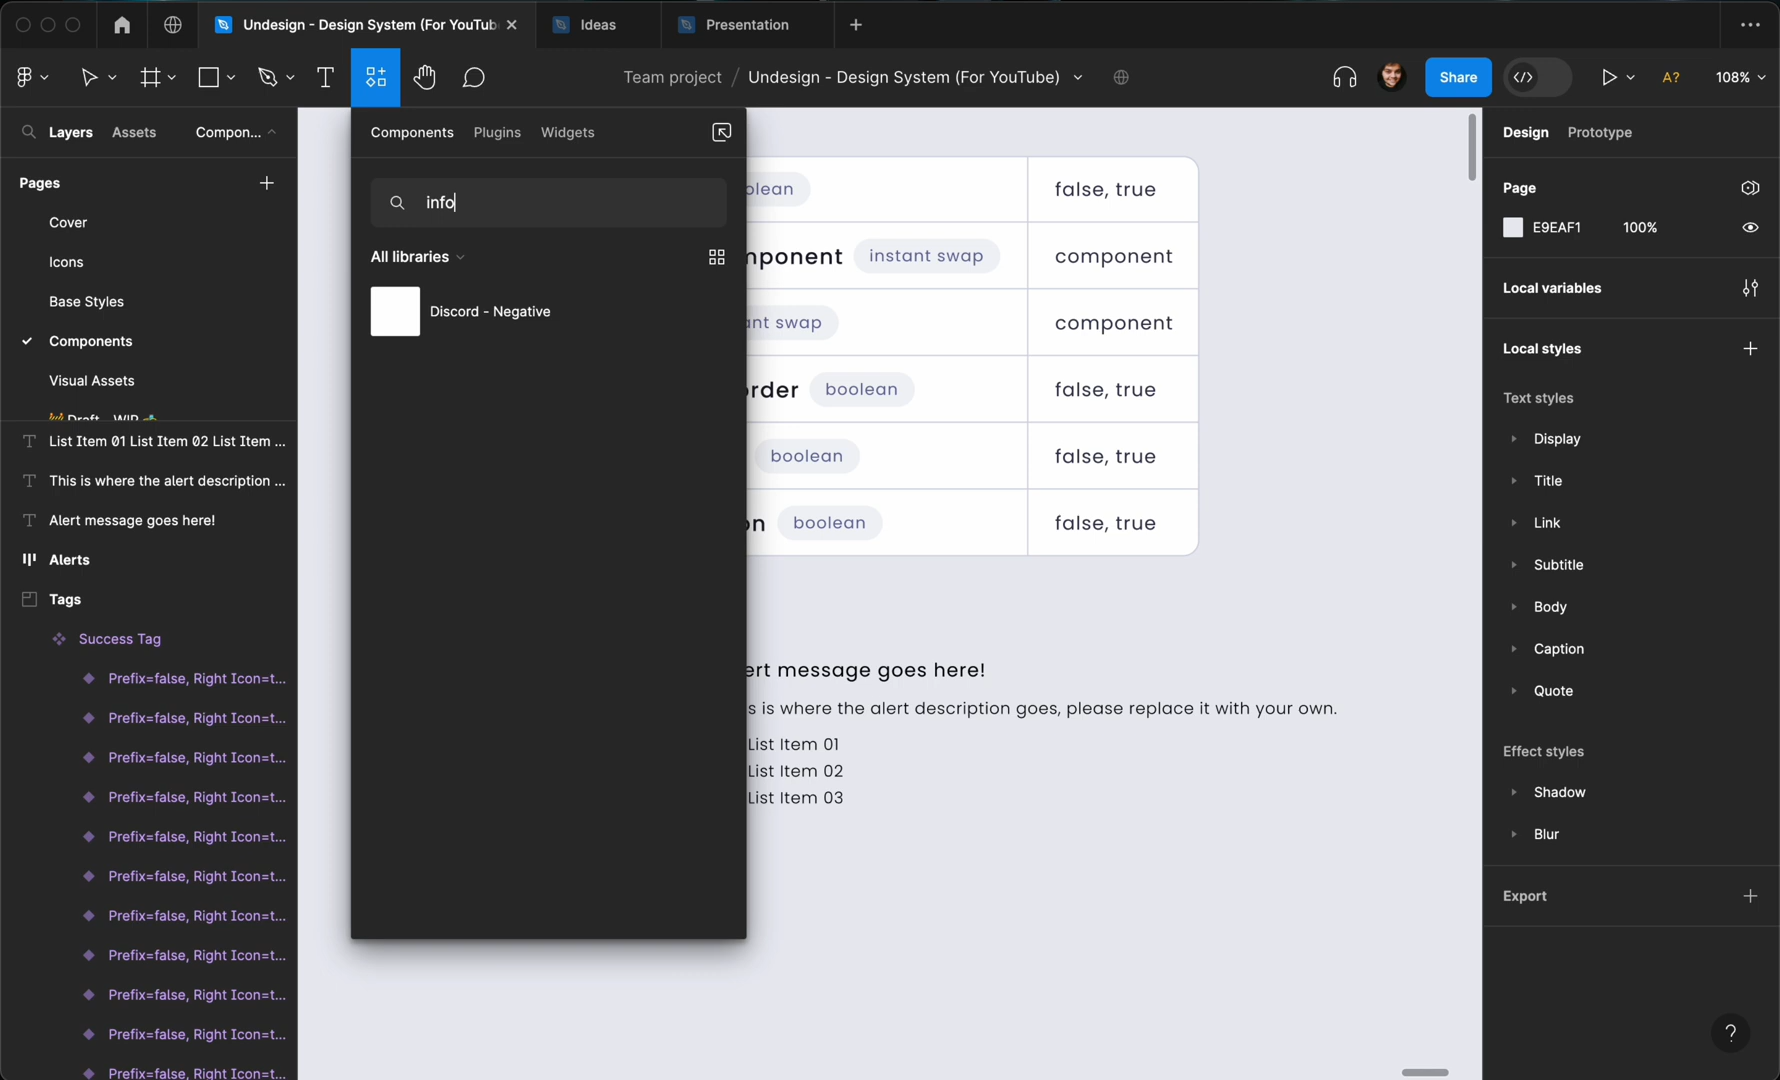 Undesign - Design System (For YouTub
Ideas
Presentation
Team project / Undesign - Design System (For YouTube)
Share
A?
108%
Layers
Assets
Compon...
Components
Plugins
Widgets
Design
Prototype
Pages
Cover
Icons
Base Styles
Components
Visual Assets
Draft - WIP
List Item 01 List Item 02 List Item ...
This is where the alert description ...
Alert message goes here!
Alerts
Tags
Success Tag
Prefix=false, Right Icon=t...
Prefix=false, Right Icon=t...
Prefix=false, Right Icon=t...
Prefix=false, Right Icon=t...
Prefix=false, Right Icon=t...
Prefix=false, Right Icon=t...
Prefix=false, Right Icon=t...
Prefix=false, Right Icon=t...
Prefix=false, Right Icon=t...
Prefix=false, Right Icon=t...
Prefix=false, Right Icon=t...
info
All libraries
Discord - Negative
olean
false, true
nponent
instant swap
component
ant swap
component
order
boolean
false, true
boolean
false, true
on
boolean
false, true
ert message goes here!
s is where the alert description goes, please replace it with your own.
List Item 01
List Item 02
List Item 03
Page
E9EAF1
100%
Local variables
Local styles
Text styles
Display
Title
Link
Subtitle
Body
Caption
Quote
Effect styles
Shadow
Blur
Export
?